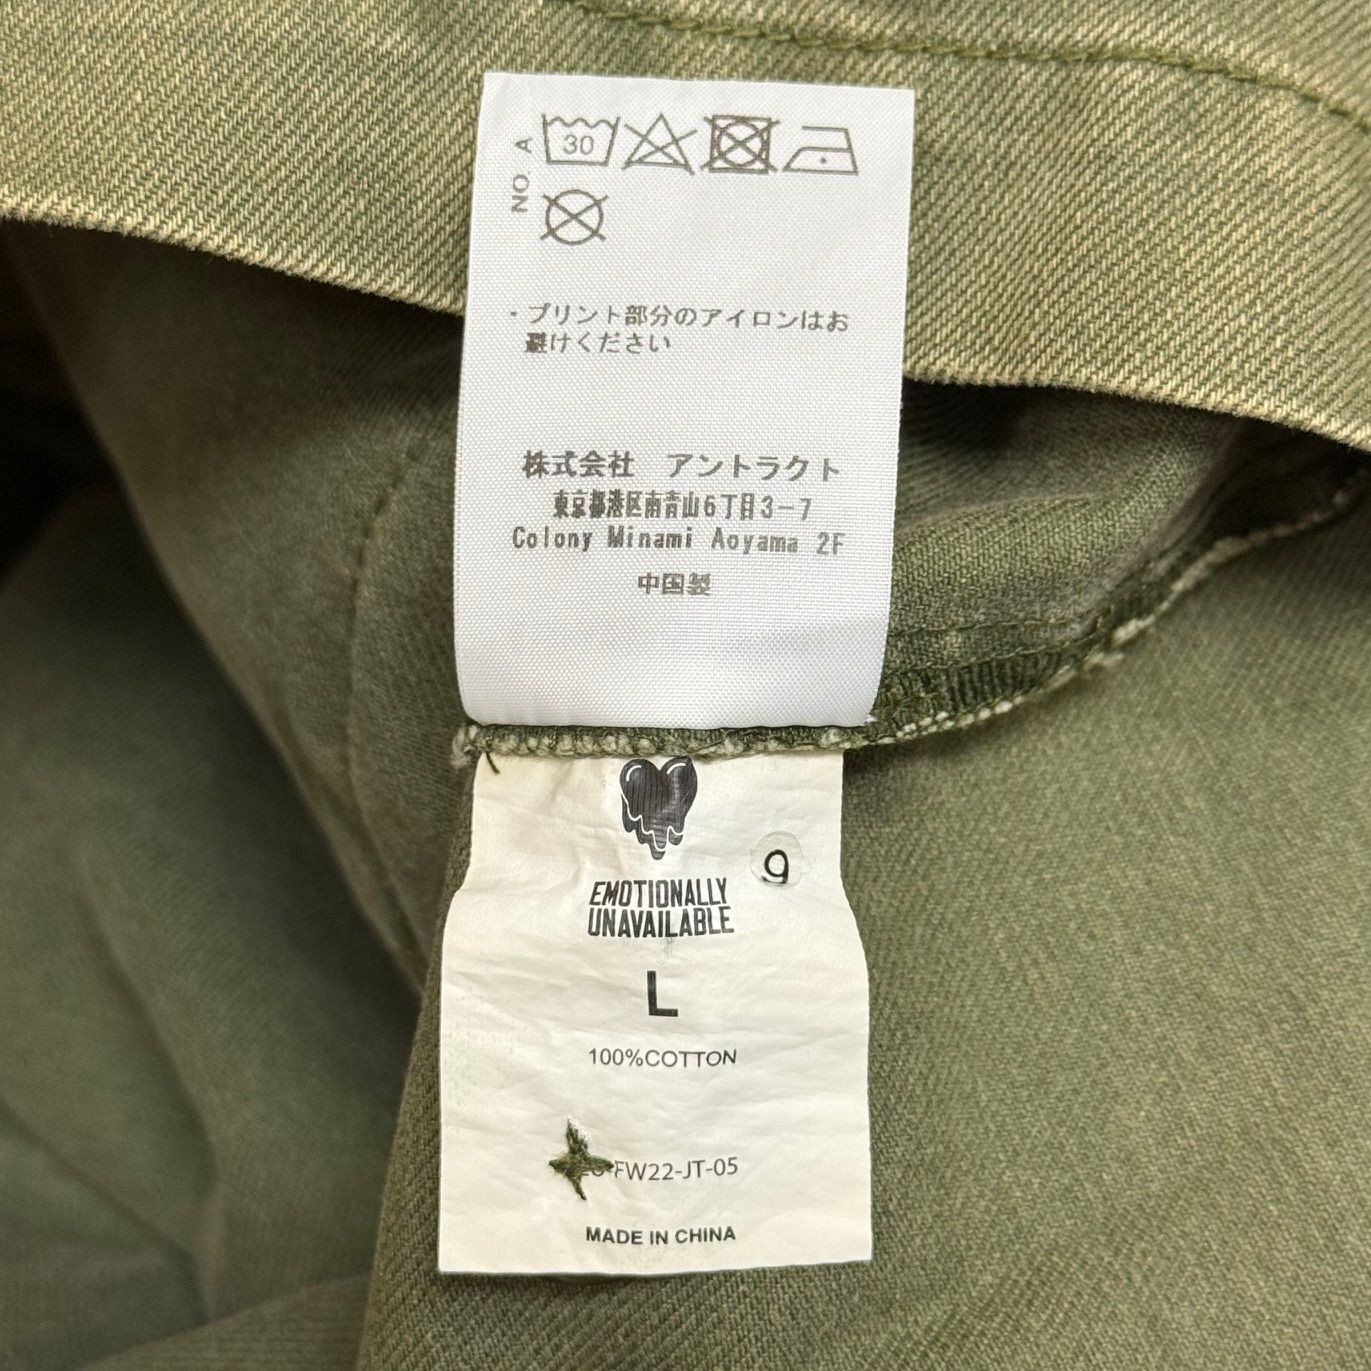 NO A
30
・プリント部分のアイロンはお
避けください
株式会社 アントラクト
東京都港区南青山6丁目3-7
Colony Minami Aoyama 2F
中国製
9
EMOTIONALLY
UNAVAILABLE
L
100%COTTON
FW22-JT-05
MADE IN CHINA